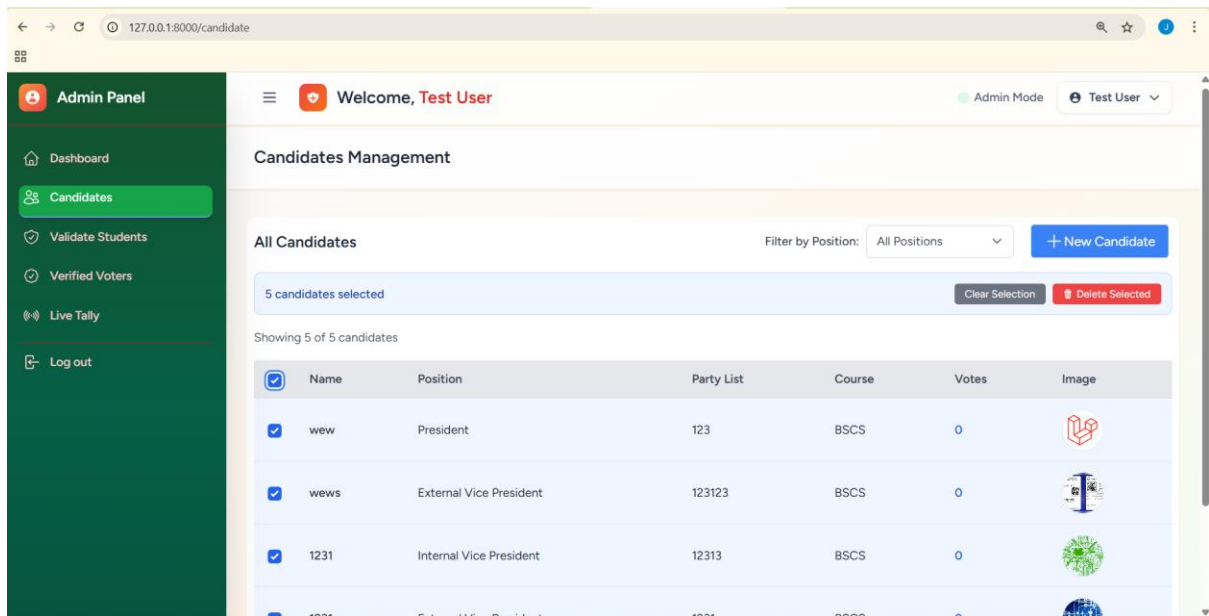 127.0.0.1:8000/candidate
J
Admin Panel
Welcome, Test User
Admin Mode
Test User
Dashboard
Candidates
Validate Students
Verified Voters
Live Tally
Log out
Candidates Management
All Candidates
Filter by Position: All Positions
+ New Candidate
5 candidates selected
Clear Selection
Delete Selected
Showing 5 of 5 candidates
Name Position Party List Course Votes Image
wew President 123 BSCS 0
wews External Vice President 123123 BSCS 0
1231 Internal Vice President 12313 BSCS 0